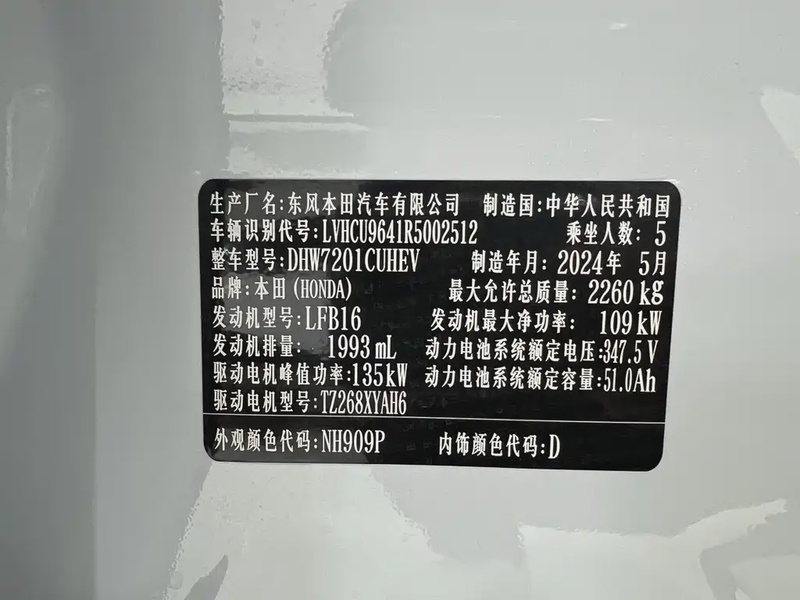 生产厂名:东风本田汽车有限公司 制造国:中华人民共和国
车辆识别代号:LVHCU9641R5002512 乘坐人数: 5
整车型号:DHW7201CUHEV 制造年月: 2024年 5月
品牌:本田(HONDA) 最大允许总质量: 2260 kg
发动机型号:LFB16 发动机最大净功率: 109 kW
发动机排量: 1993 mL 动力电池系统额定电压:347.5 V
驱动电机峰值功率:135kW 动力电池系统额定容量:51.0Ah
驱动电机型号:TZ268XYAH6
外观颜色代码:NH909P 内饰颜色代码:D